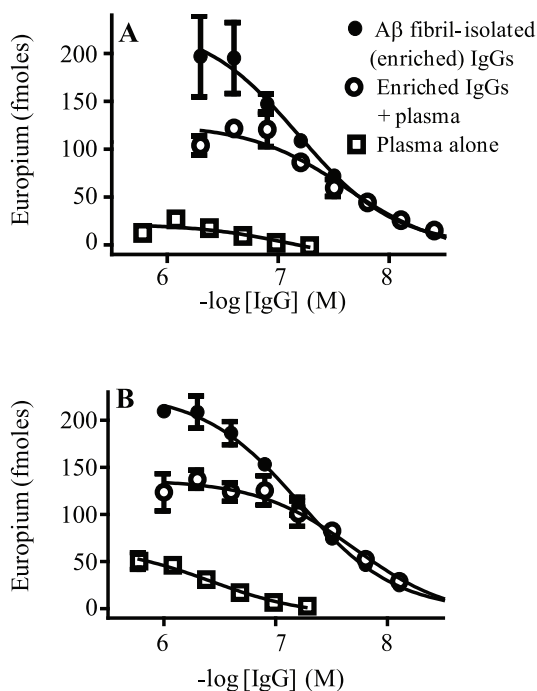 A
Aβ fibril-isolated
(enriched) IgGs
Enriched IgGs
+ plasma
Plasma alone
Europium (fmoles)
200
150
100
50
0
6 7 8
-log[IgG] (M)
B
Europium (fmoles)
200
150
100
50
0
6 7 8
-log [IgG] (M)